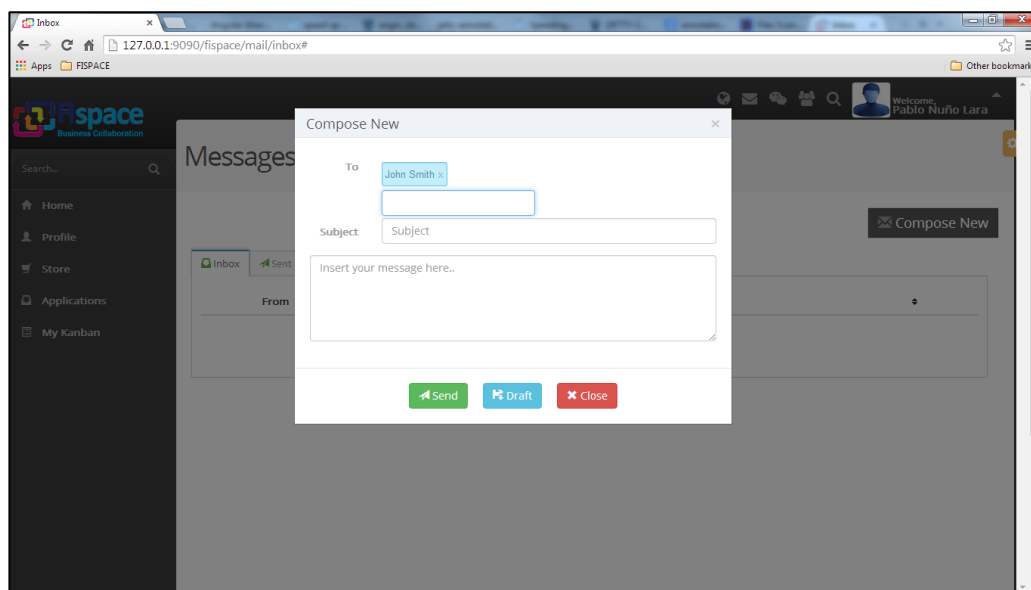 Inbox
127.0.0.1:9090/fispace/mail/inbox#
Apps FISPACE Other bookmark
fispace
Business Collaboration
Welcome,
Pablo Nuño Lara
Search...
Home
Profile
Store
Applications
My Kanban
Messages
Compose New
Inbox Sent
From
Compose New ×
To
John Smith x
Subject Subject
Insert your message here..
Send Draft Close